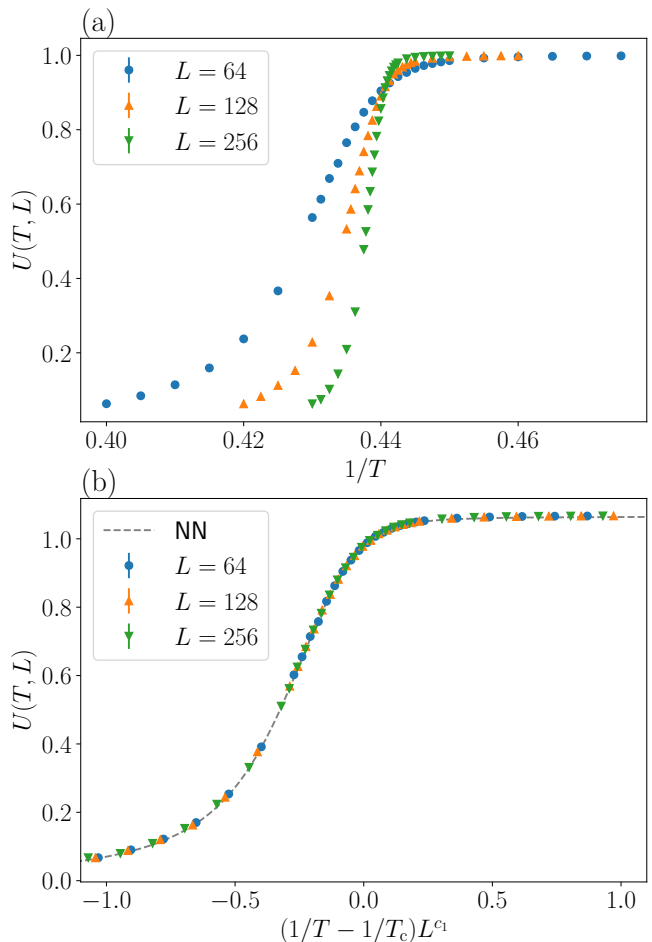 (a)
1.0
0.8
0.6
0.4
0.2
U(T, L)
L = 64
L = 128
L = 256
0.40 0.42 0.44 0.46
1/T
(b)
1.0
0.8
0.6
0.4
0.2
0.0
U(T, L)
NN
L = 64
L = 128
L = 256
−1.0 −0.5 0.0 0.5 1.0
(1/T − 1/T_c)L^{c_1}